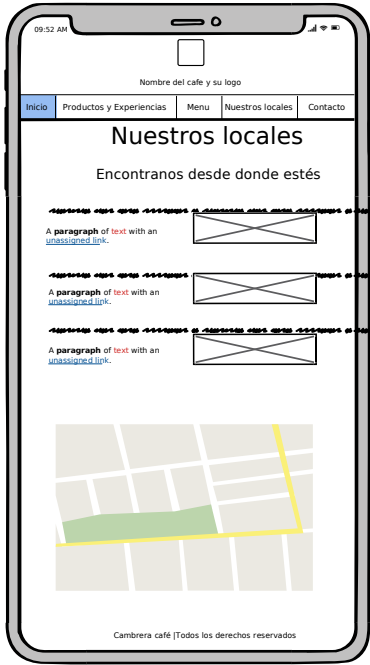 09:52 AM
Nombre del cafe y su logo
Inicio
Productos y Experiencias
Menu
Nuestros locales
Contacto
Nuestros locales
Encontranos desde donde estés
A paragraph of text with an
unassigned link.
A paragraph of text with an
unassigned link.
A paragraph of text with an
unassigned link.
Cambrera café |Todos los derechos reservados